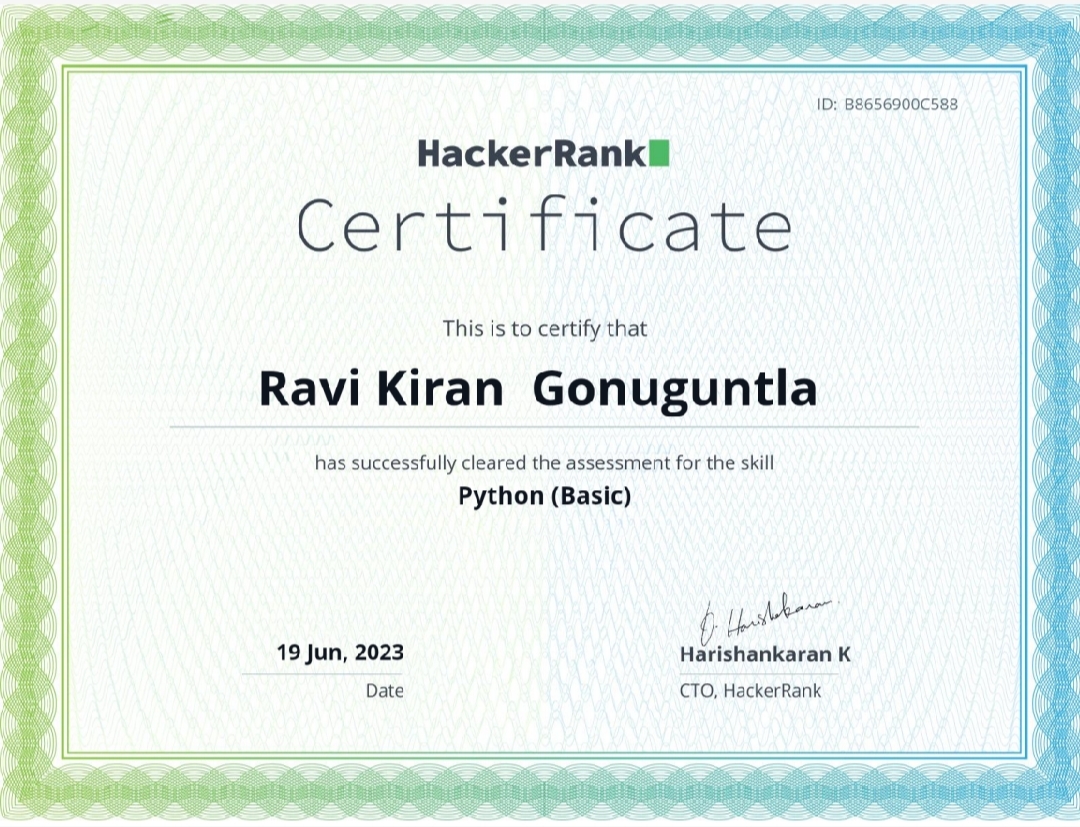 ID: B8656900C588
HackerRank
Certificate
This is to certify that
Ravi Kiran  Gonuguntla
has successfully cleared the assessment for the skill
Python (Basic)
K. Harishankaran
19 Jun, 2023
Harishankaran K
Date
CTO, HackerRank